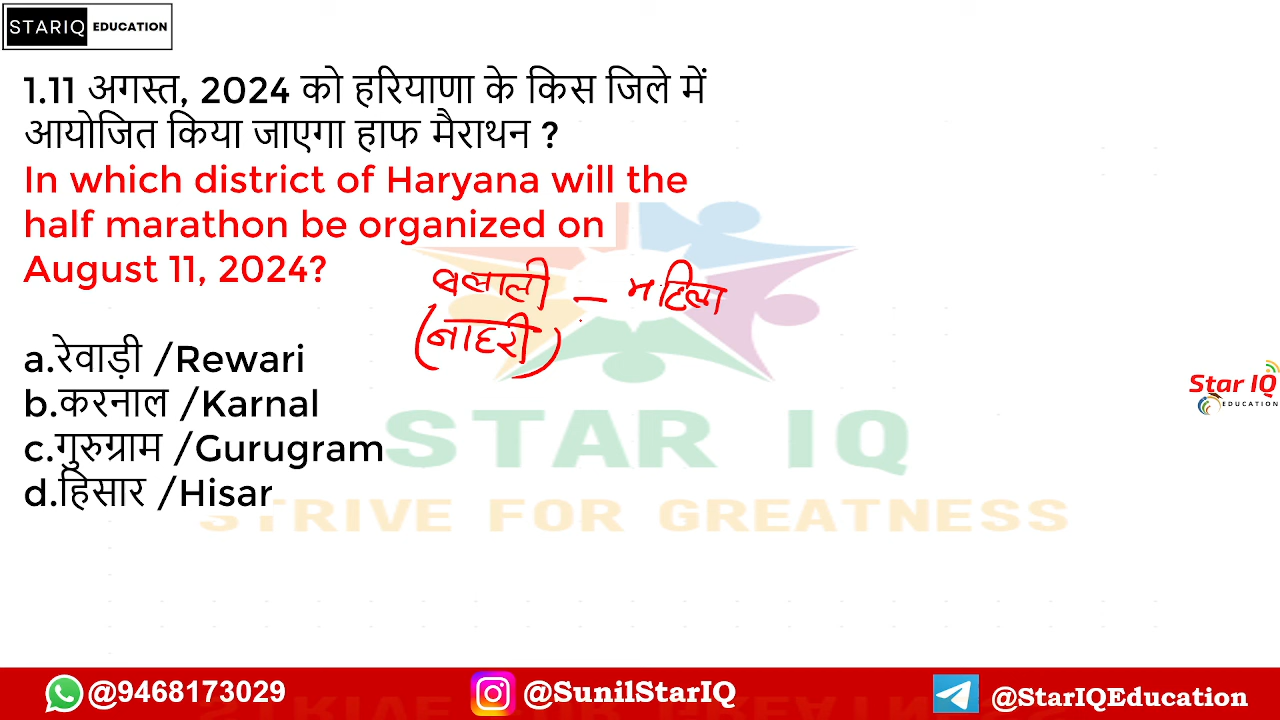 STARIQ EDUCATION
1.11 अगस्त, 2024 को हरियाणा के किस जिले में
आयोजित किया जाएगा हाफ मैराथन ?
In which district of Haryana will the
half marathon be organized on
August 11, 2024?
बलाली – महिला
(नादरी)
a.रेवाड़ी /Rewari
b.करनाल /Karnal
c.गुरुग्राम /Gurugram
d.हिसार /Hisar
Star IQ
EDUCATION
STAR IQ
STRIVE FOR GREATNESS
@9468173029 @SunilStarIQ @StarIQEducation